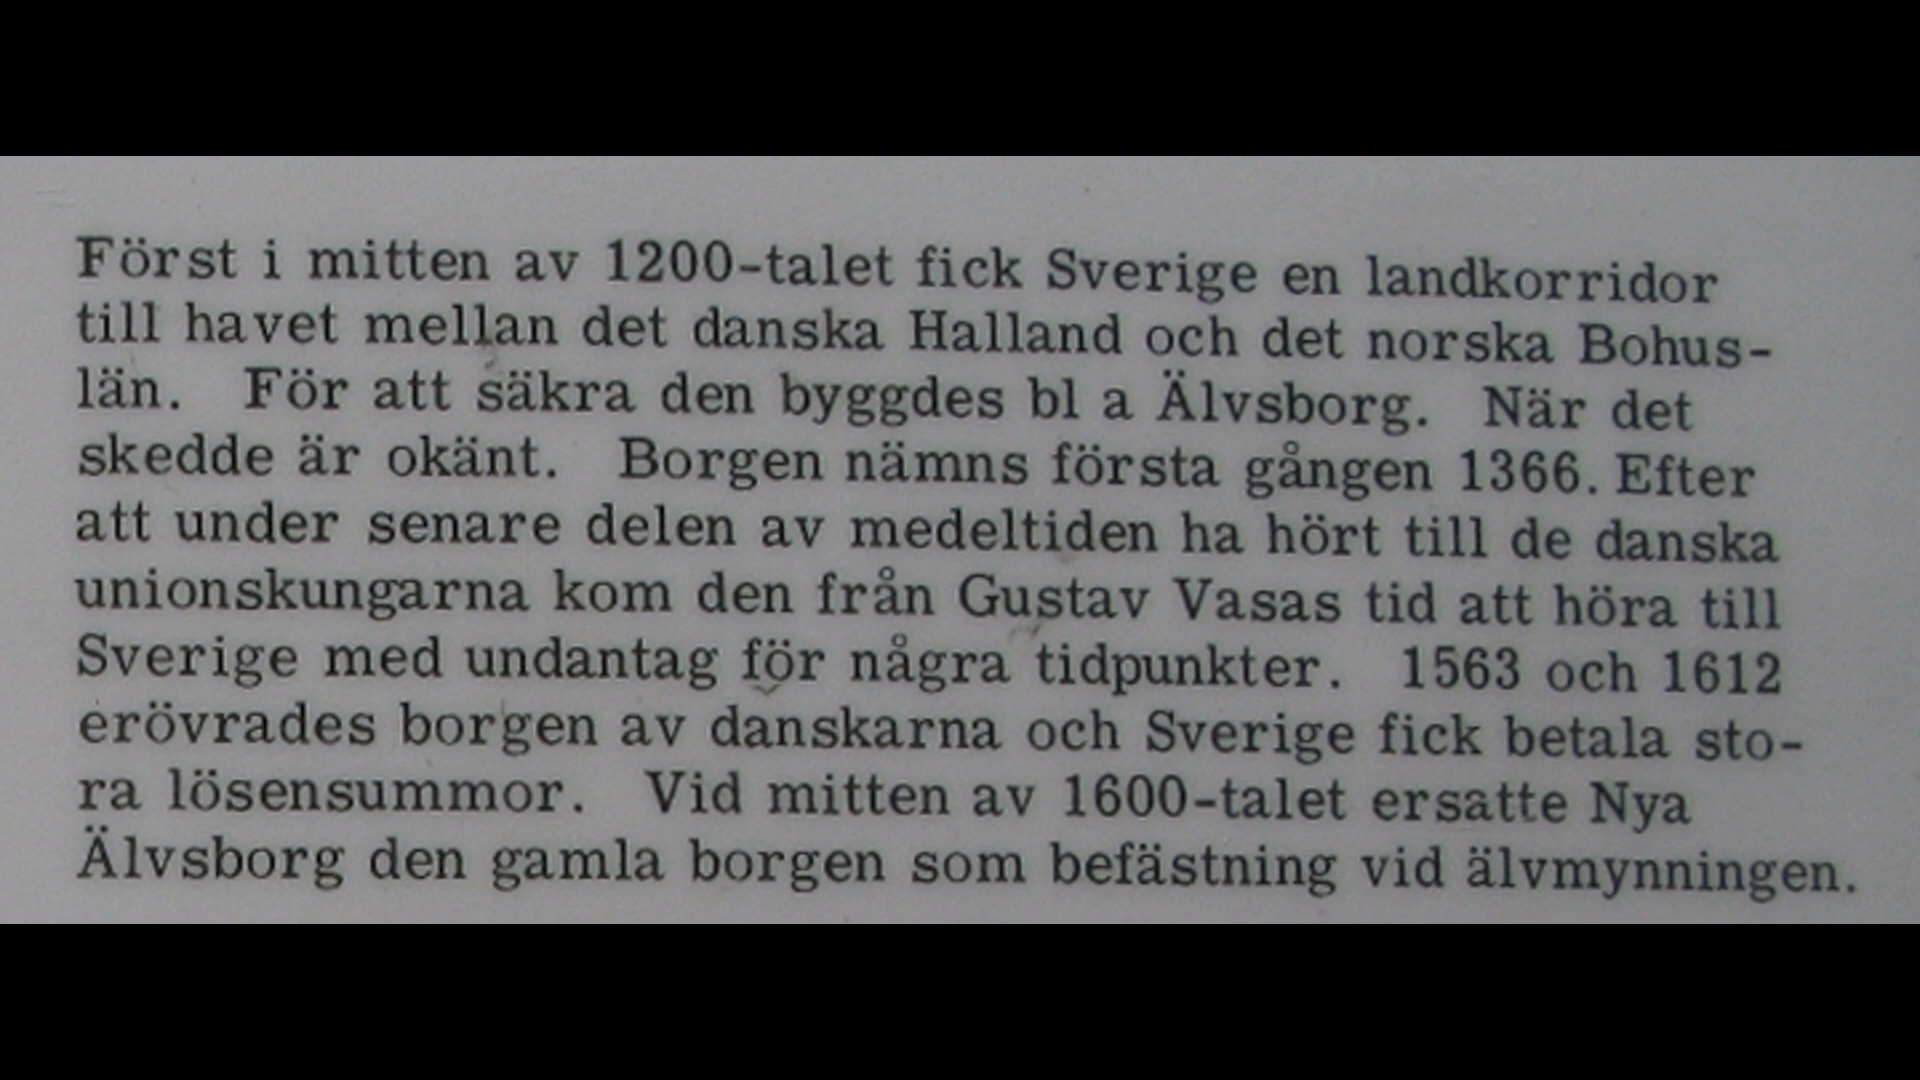 Först i mitten av 1200-talet fick Sverige en landkorridor
till havet mellan det danska Halland och det norska Bohus-
län. För att säkra den byggdes bl a Älvsborg. När det
skedde är okänt. Borgen nämns första gången 1366. Efter
att under senare delen av medeltiden ha hört till de danska
unionskungarna kom den från Gustav Vasas tid att höra till
Sverige med undantag för några tidpunkter. 1563 och 1612
erövrades borgen av danskarna och Sverige fick betala sto-
ra lösensummor. Vid mitten av 1600-talet ersatte Nya
Älvsborg den gamla borgen som befästning vid älvmynningen.